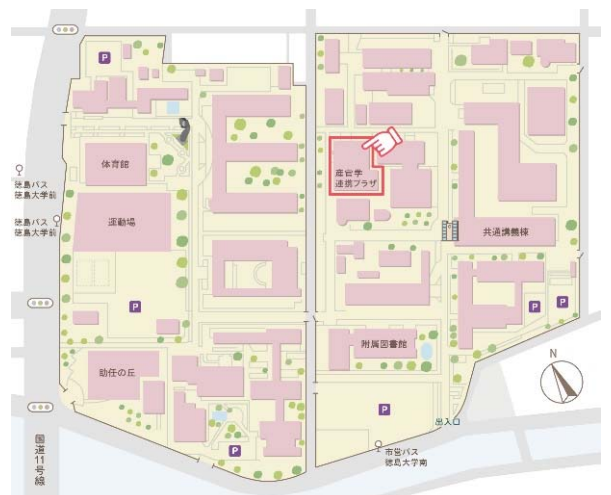 P
体育館
徳島バス
徳島大学前
徳島バス
徳島大学前
運動場
P
助任の丘
P
国道11号線
産官学
連携プラザ
共通講義棟
P
P
附属図書館
P
出入口
市営バス
徳島大学南
N